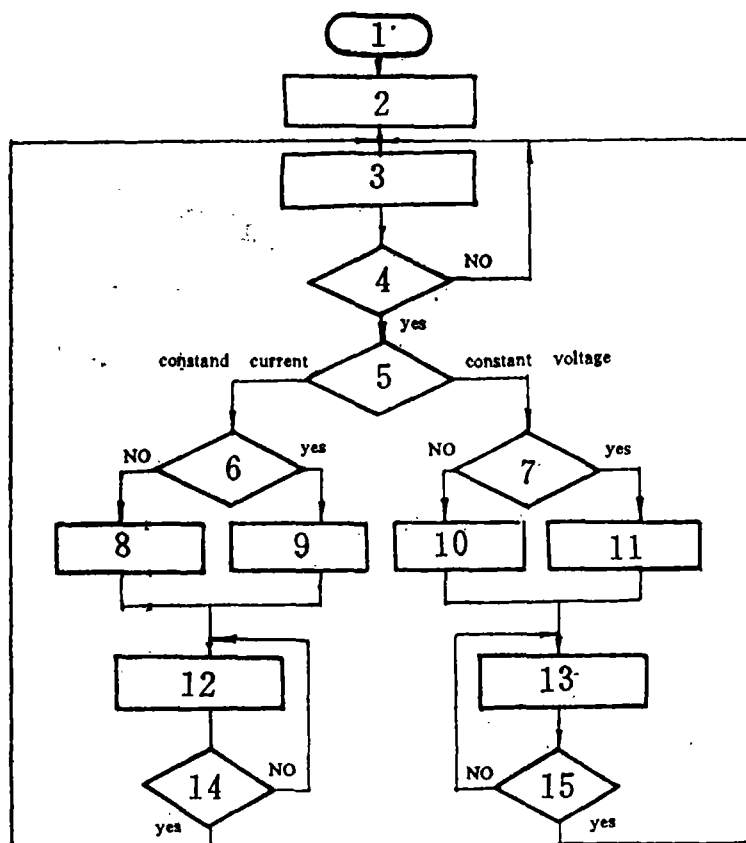 1
2
3
4 NO
yes
constand current 5 constant voltage
NO 6 yes NO 7 yes
8 9 10 11
12 13
14 NO NO 15
yes yes